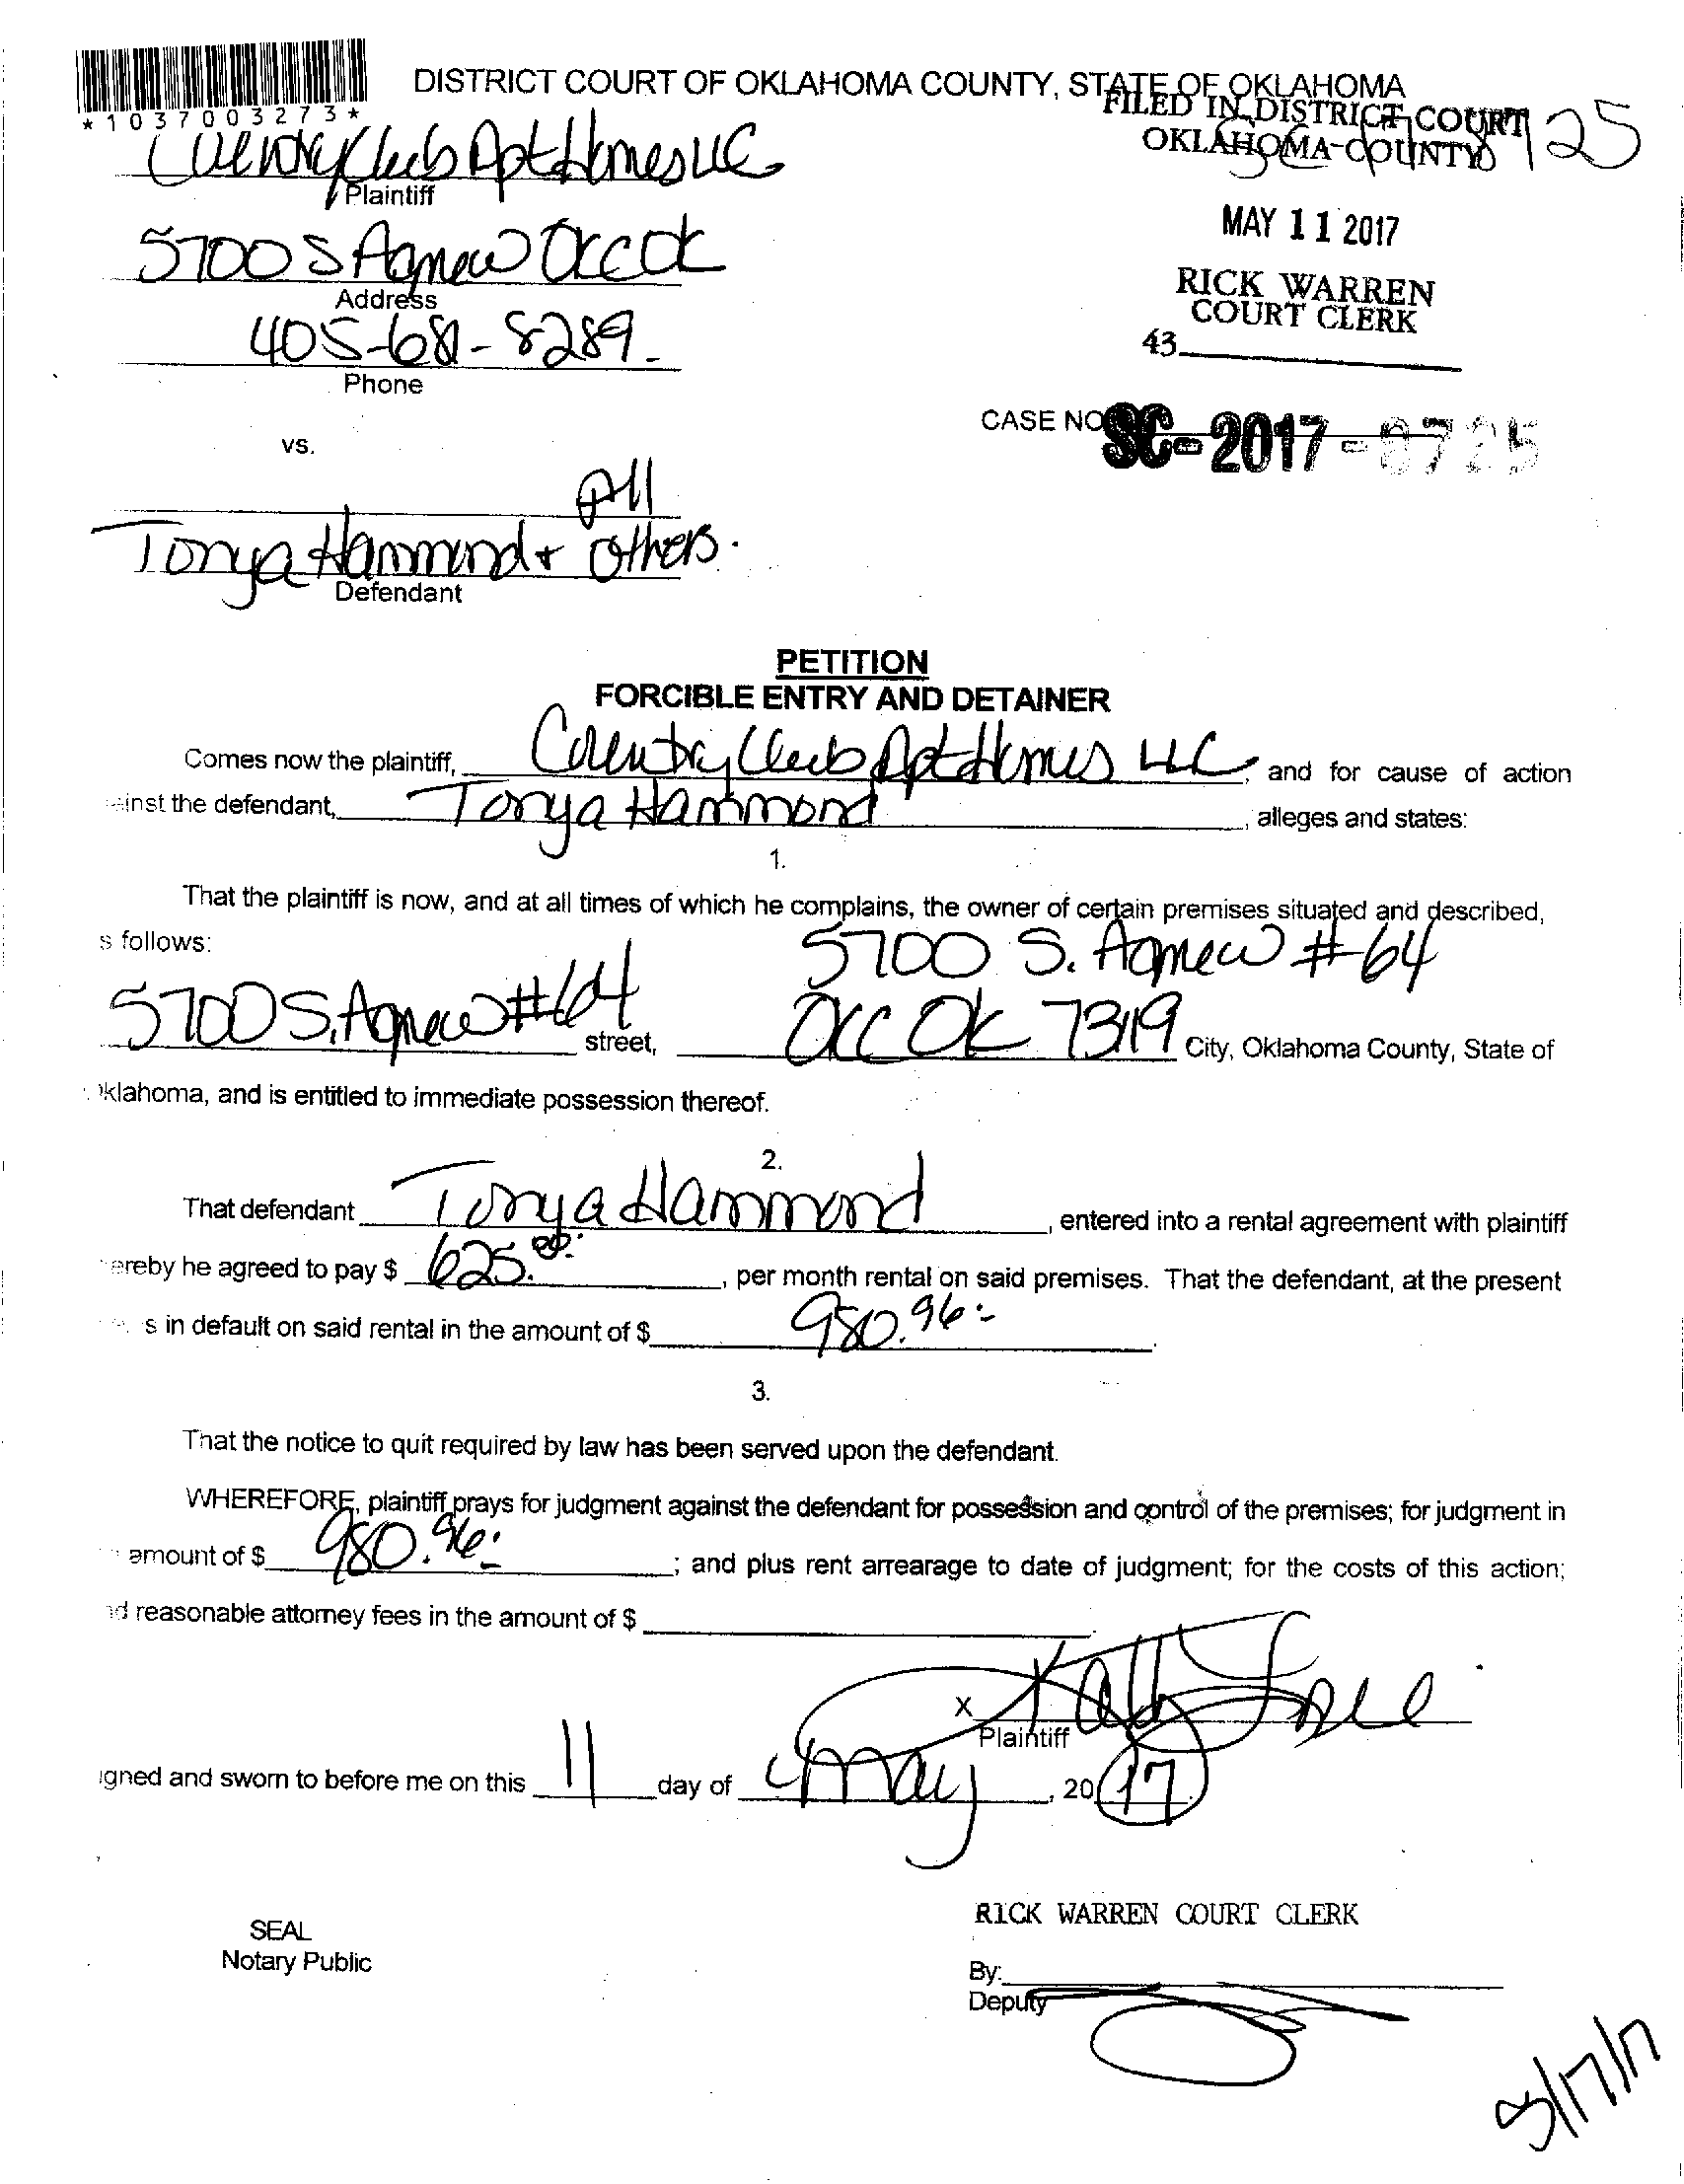 DISTRICT COURT OF OKLAHOMA COUNTY, STATE OF OKLAHOMA
*1037003273*
FILED IN DISTRICT COURT
OKLAHOMA COUNTY
25
Country Club Apt Homes LLC
Plaintiff
MAY 11 2017
5700 S Agnew OKC OK
Address
RICK WARREN
COURT CLERK
405-681-8289
Phone
43
CASE NO SC-2017-8725
vs.
All
Tonya Hammond + Others.
Defendant
PETITION
FORCIBLE ENTRY AND DETAINER
Comes now the plaintiff, Country Club Apt Homes LLC, and for cause of action
inst the defendant, Tonya Hammond, alleges and states:
1.
That the plaintiff is now, and at all times of which he complains, the owner of certain premises situated and described,
s follows:
5700 S. Agnew #64
5700 S. Agnew #64 street, OKC OK 73119 City, Oklahoma County, State of
klahoma, and is entitled to immediate possession thereof.
2.
That defendant Tonya Hammond, entered into a rental agreement with plaintiff
ereby he agreed to pay $ 625.00, per month rental on said premises. That the defendant, at the present
s in default on said rental in the amount of $ 980.96.
3.
That the notice to quit required by law has been served upon the defendant.
WHEREFORE, plaintiff prays for judgment against the defendant for possession and control of the premises; for judgment in
amount of $ 980.96; and plus rent arrearage to date of judgment; for the costs of this action;
d reasonable attorney fees in the amount of $
X
Plaintiff
igned and sworn to before me on this 11 day of May, 2017.
RICK WARREN COURT CLERK
SEAL
Notary Public
By:
Deputy
5/17/17